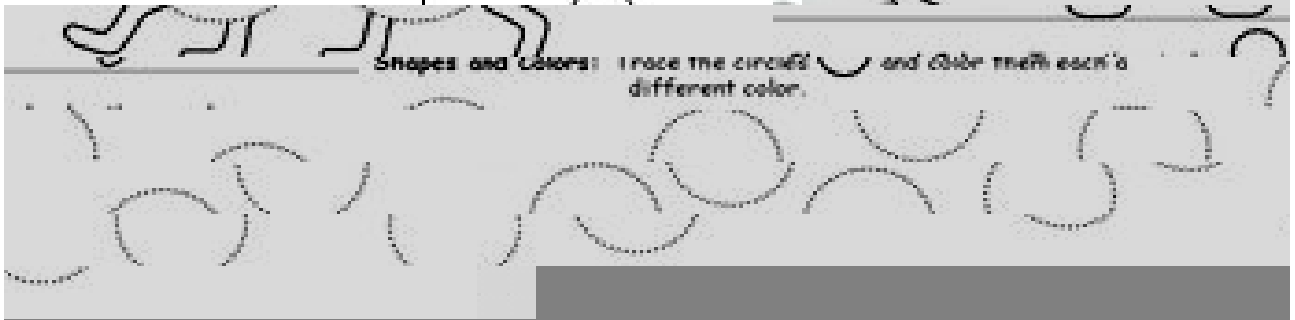 Shapes and Colors: Trace the circles and Color them each a
different color.